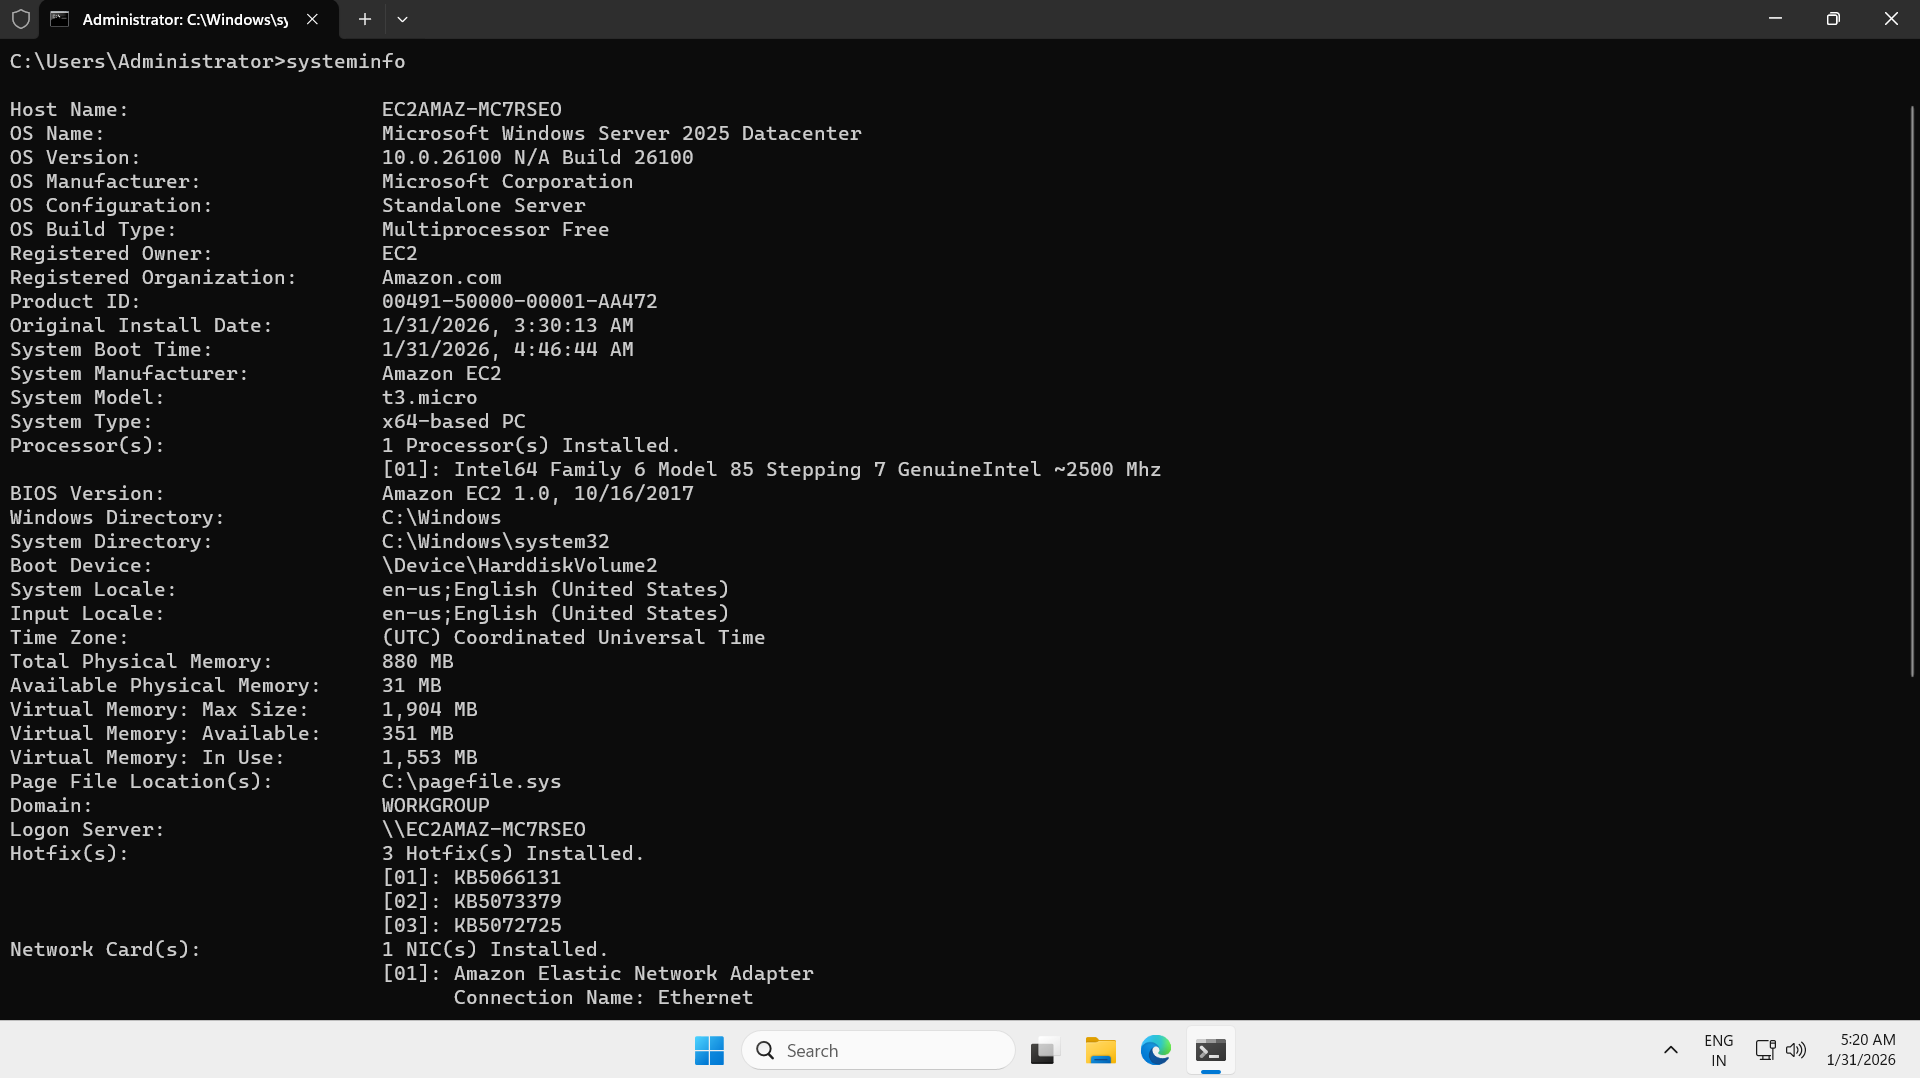 Administrator: C:\Windows\sy
C:\Users\Administrator>systeminfo
Host Name: EC2AMAZ-MC7RSEO
OS Name: Microsoft Windows Server 2025 Datacenter
OS Version: 10.0.26100 N/A Build 26100
OS Manufacturer: Microsoft Corporation
OS Configuration: Standalone Server
OS Build Type: Multiprocessor Free
Registered Owner: EC2
Registered Organization: Amazon.com
Product ID: 00491-50000-00001-AA472
Original Install Date: 1/31/2026, 3:30:13 AM
System Boot Time: 1/31/2026, 4:46:44 AM
System Manufacturer: Amazon EC2
System Model: t3.micro
System Type: x64-based PC
Processor(s): 1 Processor(s) Installed.
[01]: Intel64 Family 6 Model 85 Stepping 7 GenuineIntel ~2500 Mhz
BIOS Version: Amazon EC2 1.0, 10/16/2017
Windows Directory: C:\Windows
System Directory: C:\Windows\system32
Boot Device: \Device\HarddiskVolume2
System Locale: en-us;English (United States)
Input Locale: en-us;English (United States)
Time Zone: (UTC) Coordinated Universal Time
Total Physical Memory: 880 MB
Available Physical Memory: 31 MB
Virtual Memory: Max Size: 1,904 MB
Virtual Memory: Available: 351 MB
Virtual Memory: In Use: 1,553 MB
Page File Location(s): C:\pagefile.sys
Domain: WORKGROUP
Logon Server: \\EC2AMAZ-MC7RSEO
Hotfix(s): 3 Hotfix(s) Installed.
[01]: KB5066131
[02]: KB5073379
[03]: KB5072725
Network Card(s): 1 NIC(s) Installed.
[01]: Amazon Elastic Network Adapter
Connection Name: Ethernet
Search
ENG
IN
5:20 AM
1/31/2026